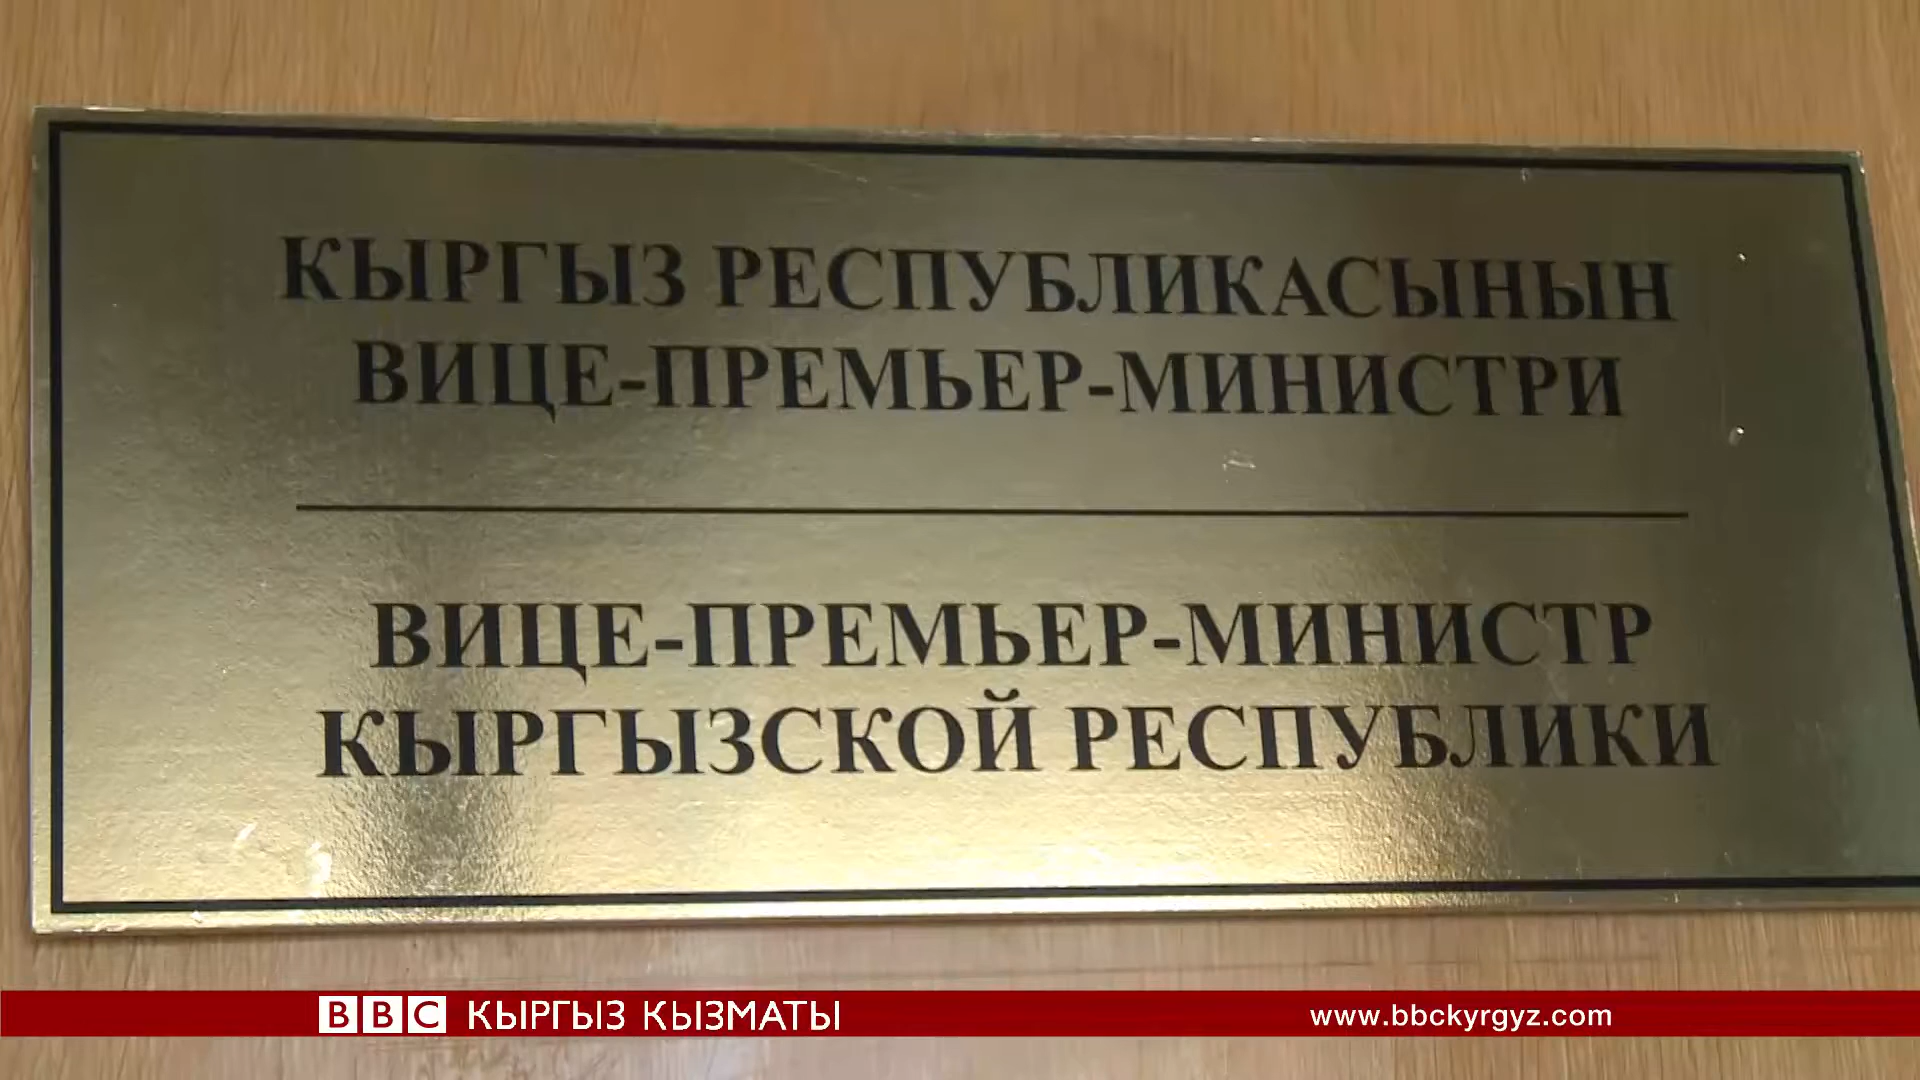 КЫРГЫЗ РЕСПУБЛИКАСЫНЫН
ВИЦЕ-ПРЕМЬЕР-МИНИСТРИ
ВИЦЕ-ПРЕМЬЕР-МИНИСТР
КЫРГЫЗСКОЙ РЕСПУБЛИКИ
BBC КЫРГЫЗ КЫЗМАТЫ
www.bbckyrgyz.com